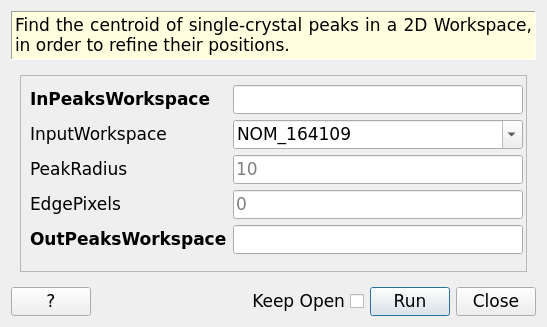 Find the centroid of single-crystal peaks in a 2D Workspace,
in order to refine their positions.
InPeaksWorkspace
InputWorkspace NOM_164109
PeakRadius 10
EdgePixels 0
OutPeaksWorkspace
? Keep Open Run Close